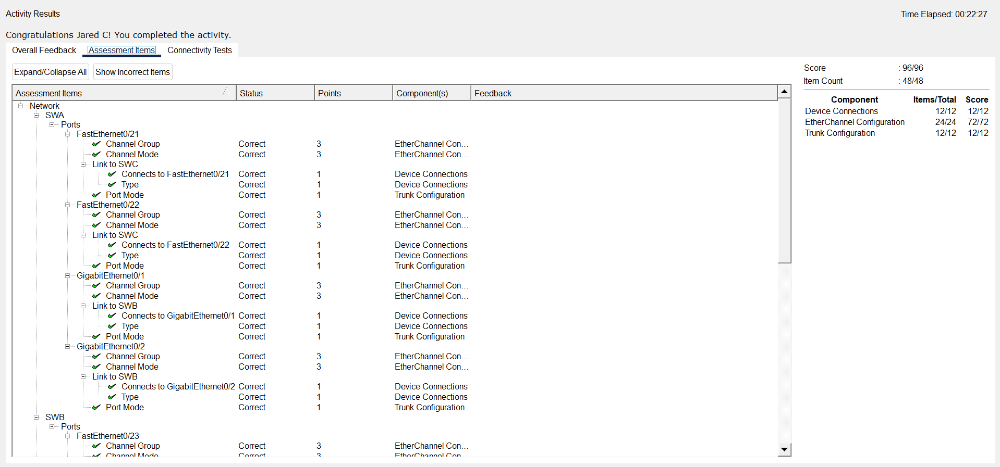 Activity Results
Time Elapsed: 00:22:27
Congratulations Jared C! You completed the activity.
Overall Feedback Assessment Items Connectivity Tests
Expand/Collapse All Show Incorrect Items
Assessment Items Status Points Component(s) Feedback
Network
SWA
Ports
FastEthernet0/21
Channel Group Correct 3 EtherChannel Con...
Channel Mode Correct 3 EtherChannel Con...
Link to SWC
Connects to FastEthernet0/21 Correct 1 Device Connections
Type Correct 1 Device Connections
Port Mode Correct 1 Trunk Configuration
FastEthernet0/22
Channel Group Correct 3 EtherChannel Con...
Channel Mode Correct 3 EtherChannel Con...
Link to SWC
Connects to FastEthernet0/22 Correct 1 Device Connections
Type Correct 1 Device Connections
Port Mode Correct 1 Trunk Configuration
GigabitEthernet0/1
Channel Group Correct 3 EtherChannel Con...
Channel Mode Correct 3 EtherChannel Con...
Link to SWB
Connects to GigabitEthernet0/1 Correct 1 Device Connections
Type Correct 1 Device Connections
Port Mode Correct 1 Trunk Configuration
GigabitEthernet0/2
Channel Group Correct 3 EtherChannel Con...
Channel Mode Correct 3 EtherChannel Con...
Link to SWB
Connects to GigabitEthernet0/2 Correct 1 Device Connections
Type Correct 1 Device Connections
Port Mode Correct 1 Trunk Configuration
SWB
Ports
FastEthernet0/23
Channel Group Correct 3 EtherChannel Con...
Channel Mode Correct 3 EtherChannel Con
Score : 96/96
Item Count : 48/48
Component Items/Total Score
Device Connections 12/12 12/12
EtherChannel Configuration 24/24 72/72
Trunk Configuration 12/12 12/12